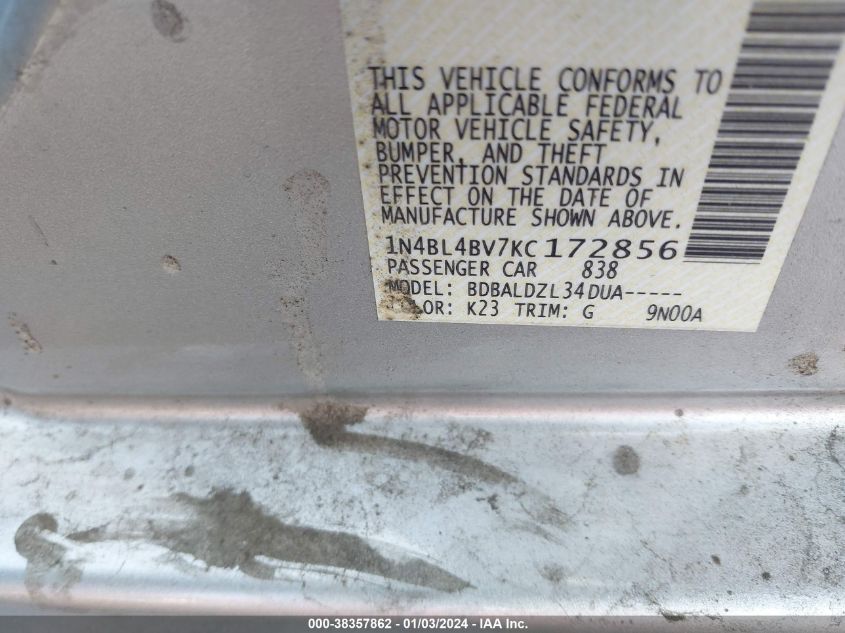 THIS VEHICLE CONFORMS TO
ALL APPLICABLE FEDERAL
MOTOR VEHICLE SAFETY,
BUMPER, AND THEFT
PREVENTION STANDARDS IN
EFFECT ON THE DATE OF
MANUFACTURE SHOWN ABOVE.
1N4BL4BV7KC172856
PASSENGER CAR 838
MODEL: BDBALDZL34DUA-----
COLOR: K23 TRIM: G 9N00A
000-38357862 - 01/03/2024 - IAA Inc.